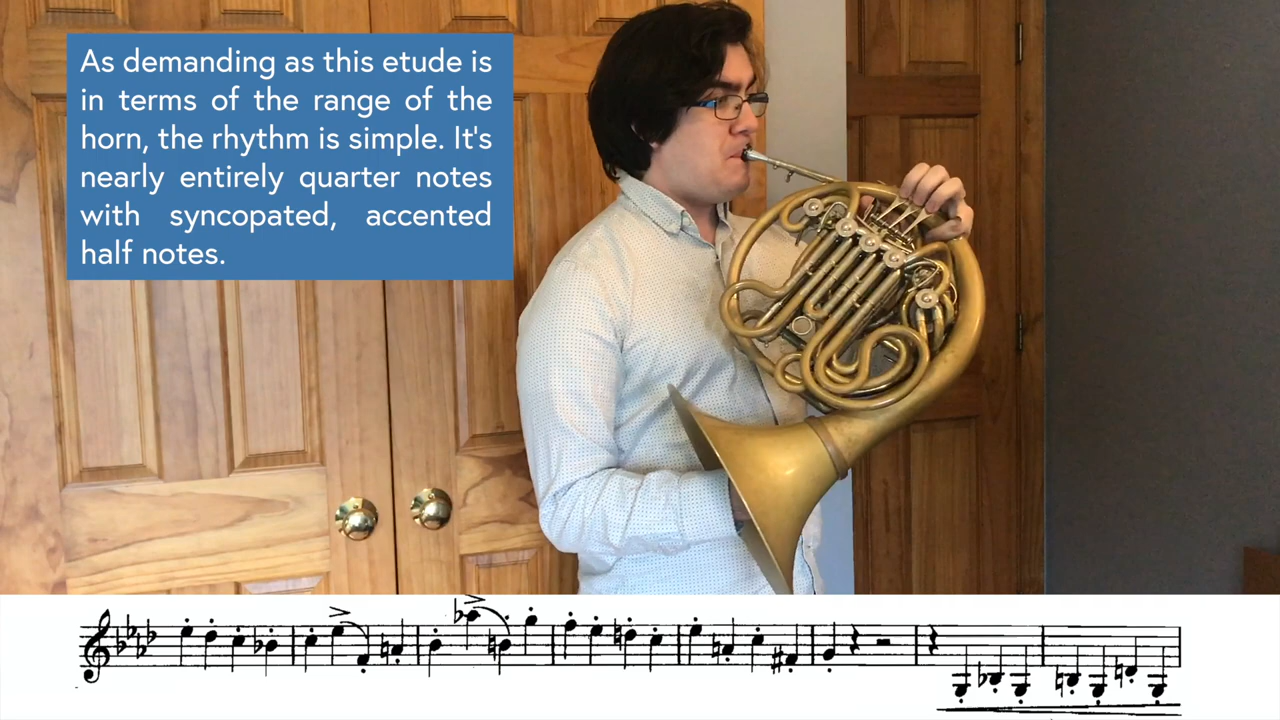 As demanding as this etude is
in terms of the range of the
horn, the rhythm is simple. It's
nearly entirely quarter notes
with syncopated, accented
half notes.